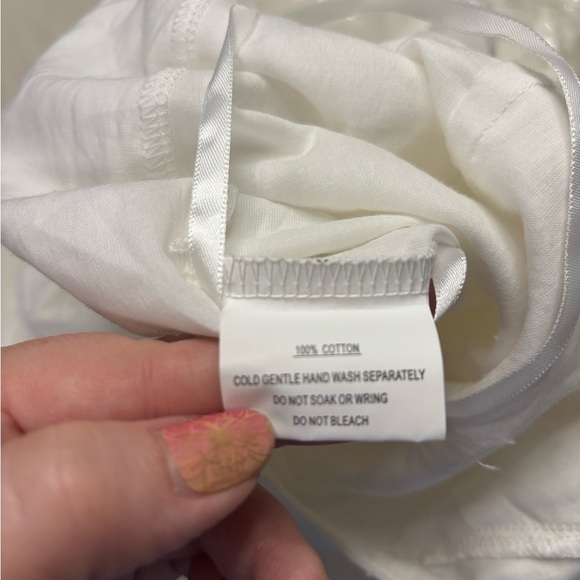 100% COTTON
COLD GENTLE HAND WASH SEPARATELY
DO NOT SOAK OR WRING
DO NOT BLEACH